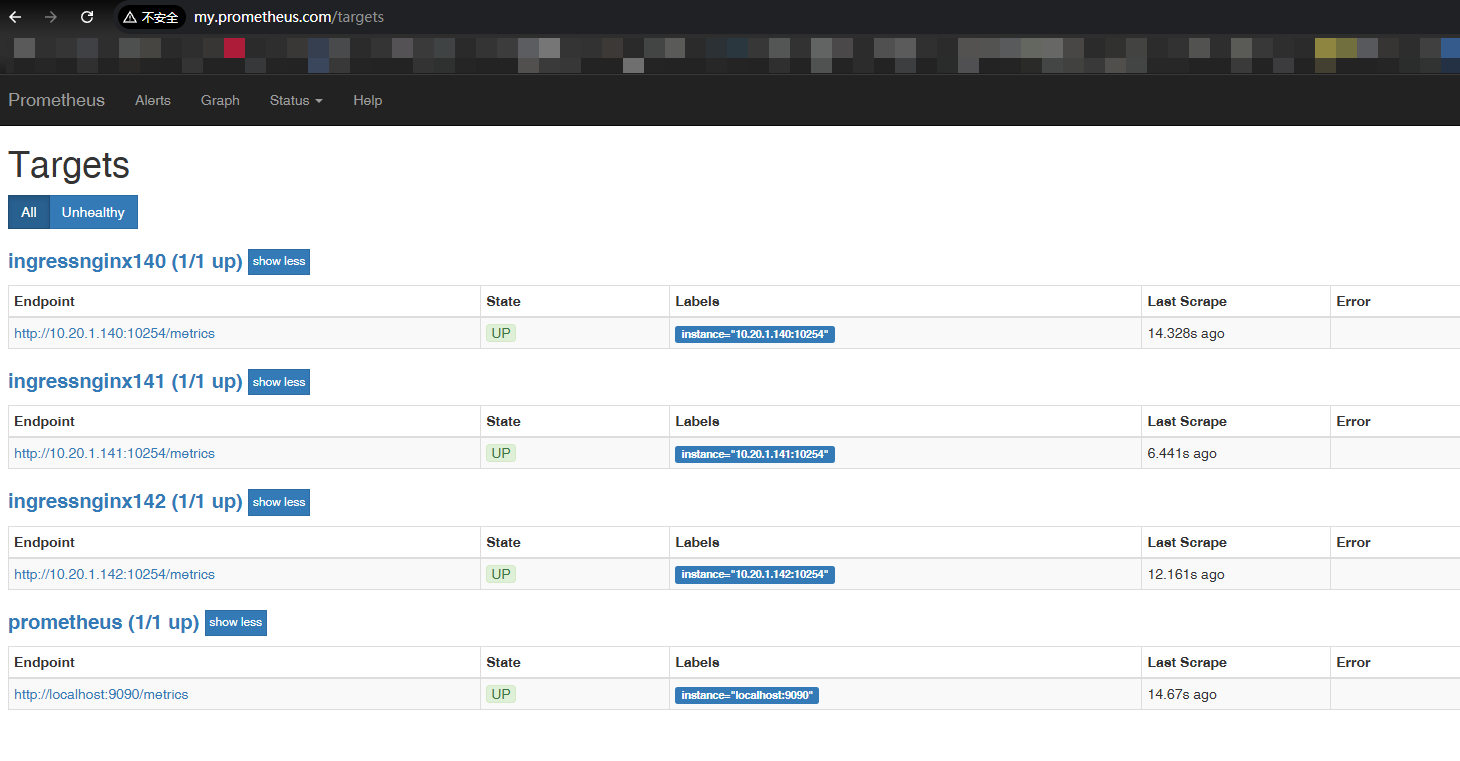 不安全 my.prometheus.com/targets
Prometheus Alerts Graph Status Help
Targets
All Unhealthy
ingressnginx140 (1/1 up) show less
Endpoint State Labels Last Scrape Error
http://10.20.1.140:10254/metrics UP instance="10.20.1.140:10254" 14.328s ago
ingressnginx141 (1/1 up) show less
Endpoint State Labels Last Scrape Error
http://10.20.1.141:10254/metrics UP instance="10.20.1.141:10254" 6.441s ago
ingressnginx142 (1/1 up) show less
Endpoint State Labels Last Scrape Error
http://10.20.1.142:10254/metrics UP instance="10.20.1.142:10254" 12.161s ago
prometheus (1/1 up) show less
Endpoint State Labels Last Scrape Error
http://localhost:9090/metrics UP instance="localhost:9090" 14.67s ago